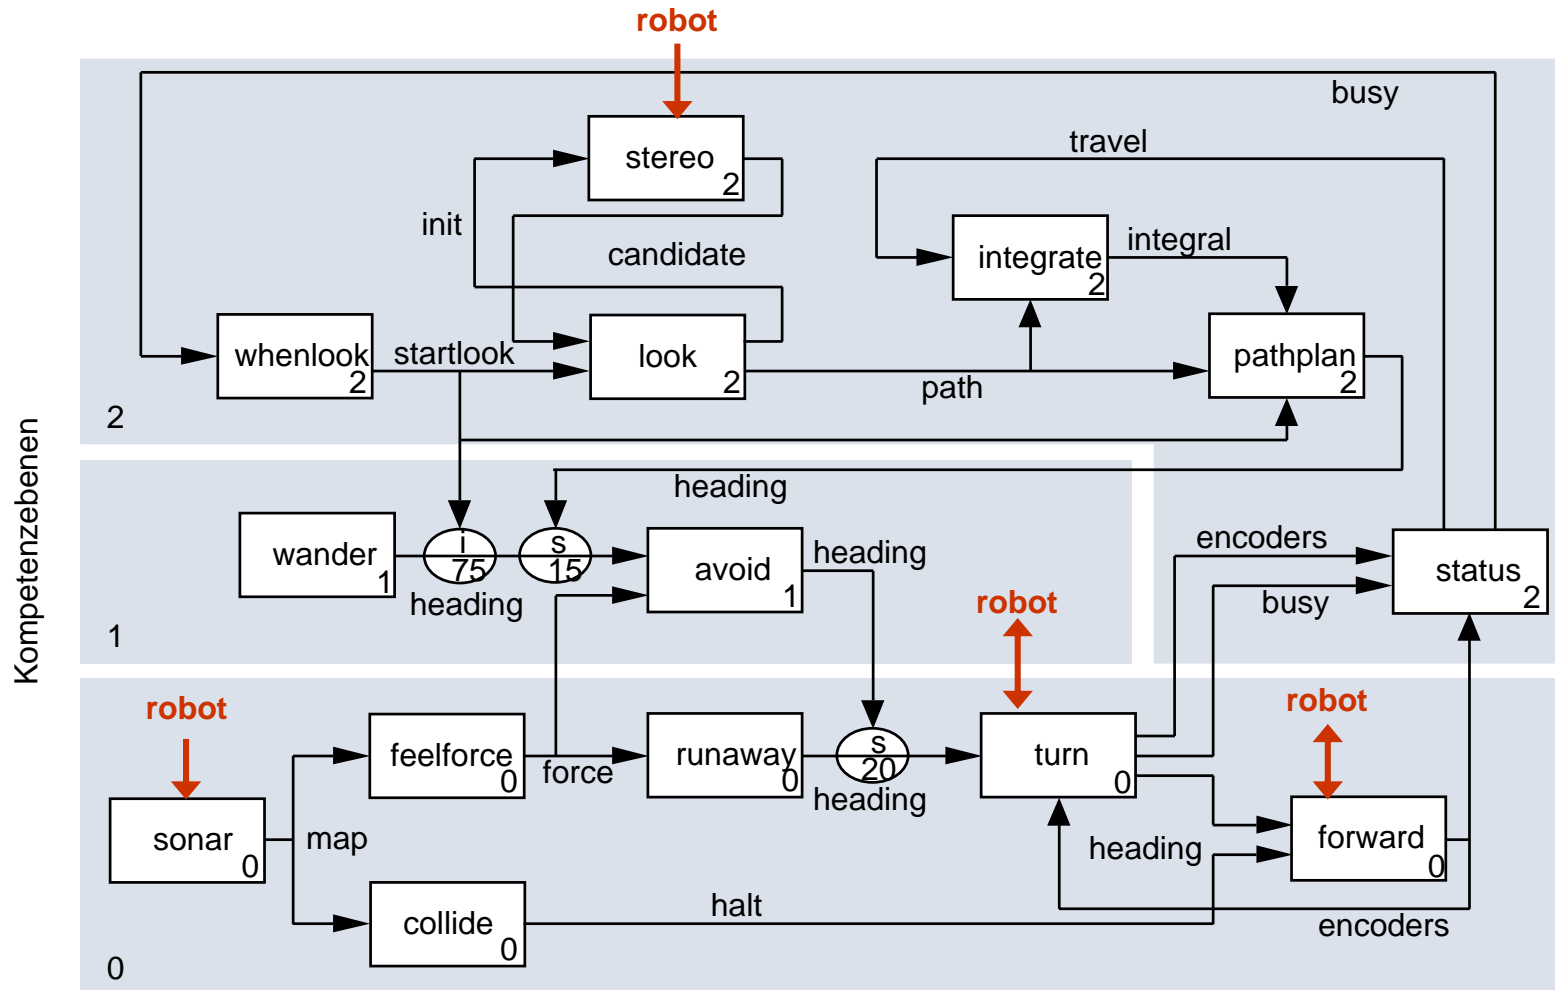 robot
busy
travel
stereo
2
init
candidate
integrate
2
integral
whenlook
2
startlook
look
2
path
pathplan
2
2
Kompetenzebenen
heading
wander
1
i
75
s
15
heading
avoid
1
heading
encoders
busy
status
2
robot
1
robot
robot
feelforce
0
force
runaway
0
s
20
heading
turn
0
sonar
0
map
heading
forward
0
collide
0
halt
encoders
0